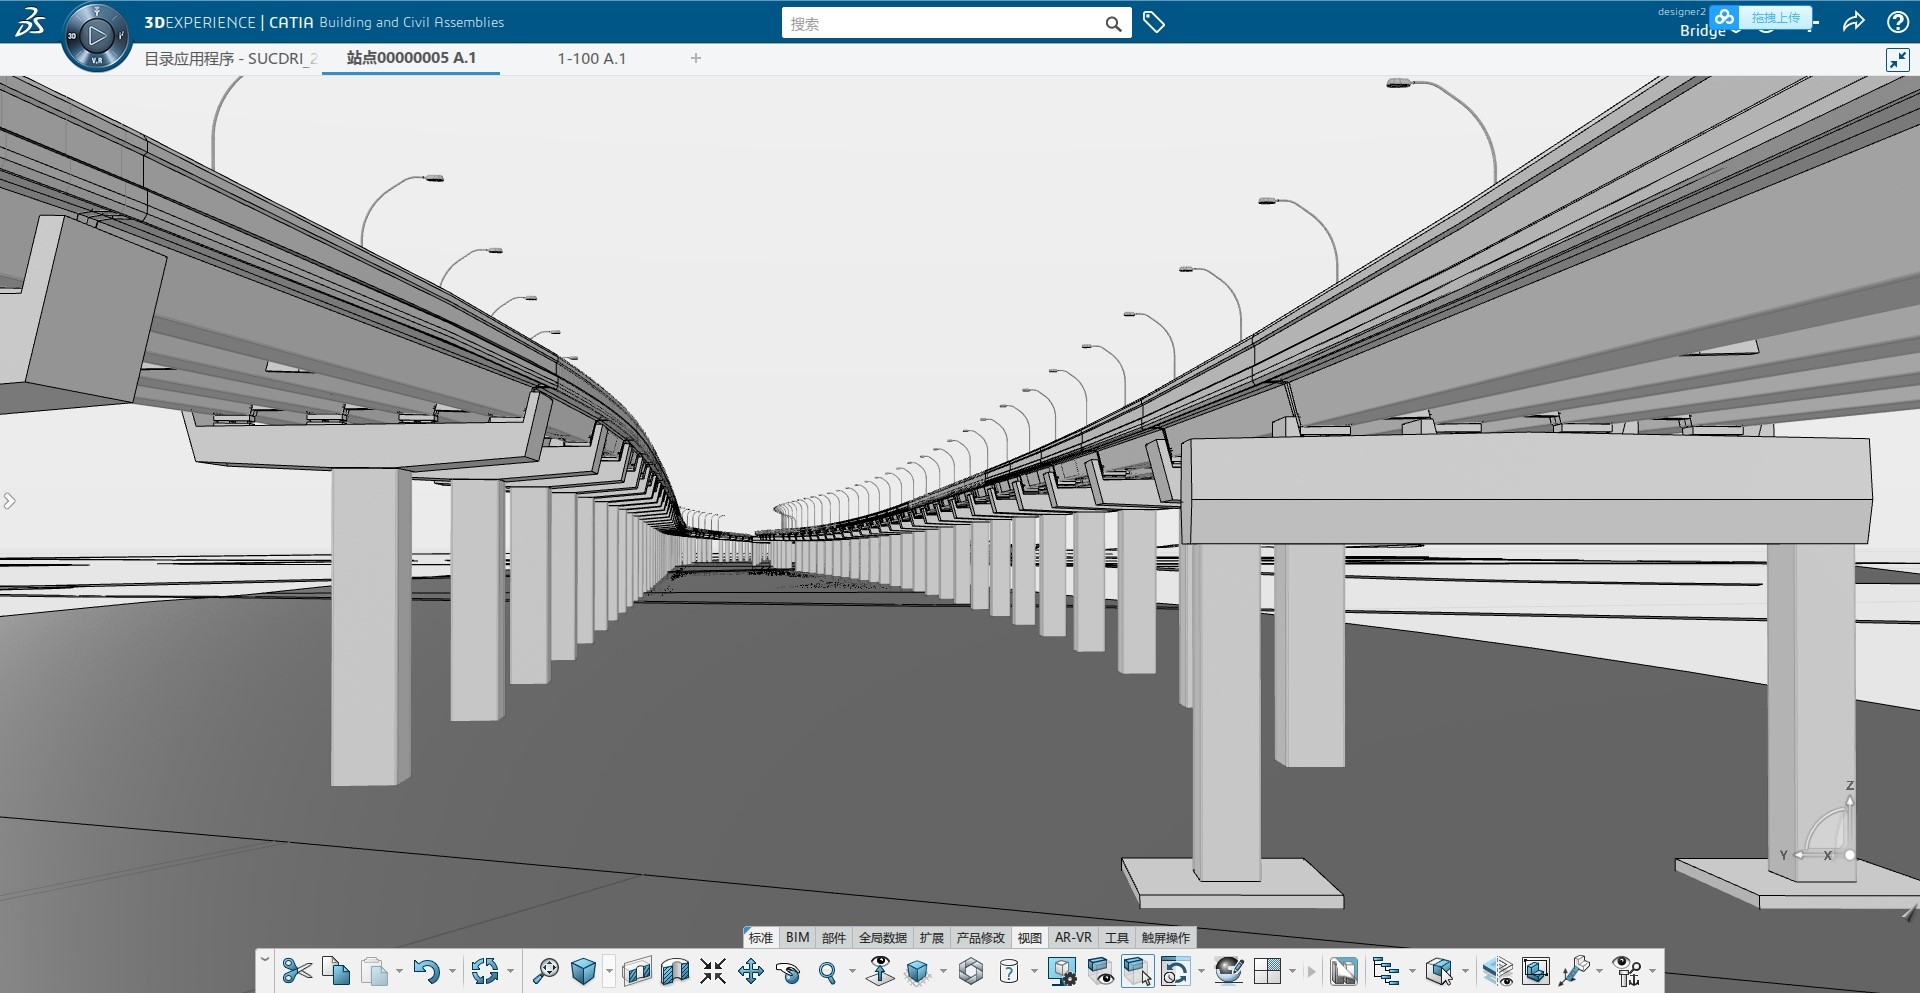 3DEXPERIENCE | CATIA Building and Civil Assemblies
搜索
designer2
Bridge
拖拽上传
目录应用程序 - SUCDRI_2
站点00000005 A.1
1-100 A.1
+
3D
V.R
Z
Y
X
标准 BIM 部件 全局数据 扩展 产品修改 视图 AR-VR 工具 触屏操作